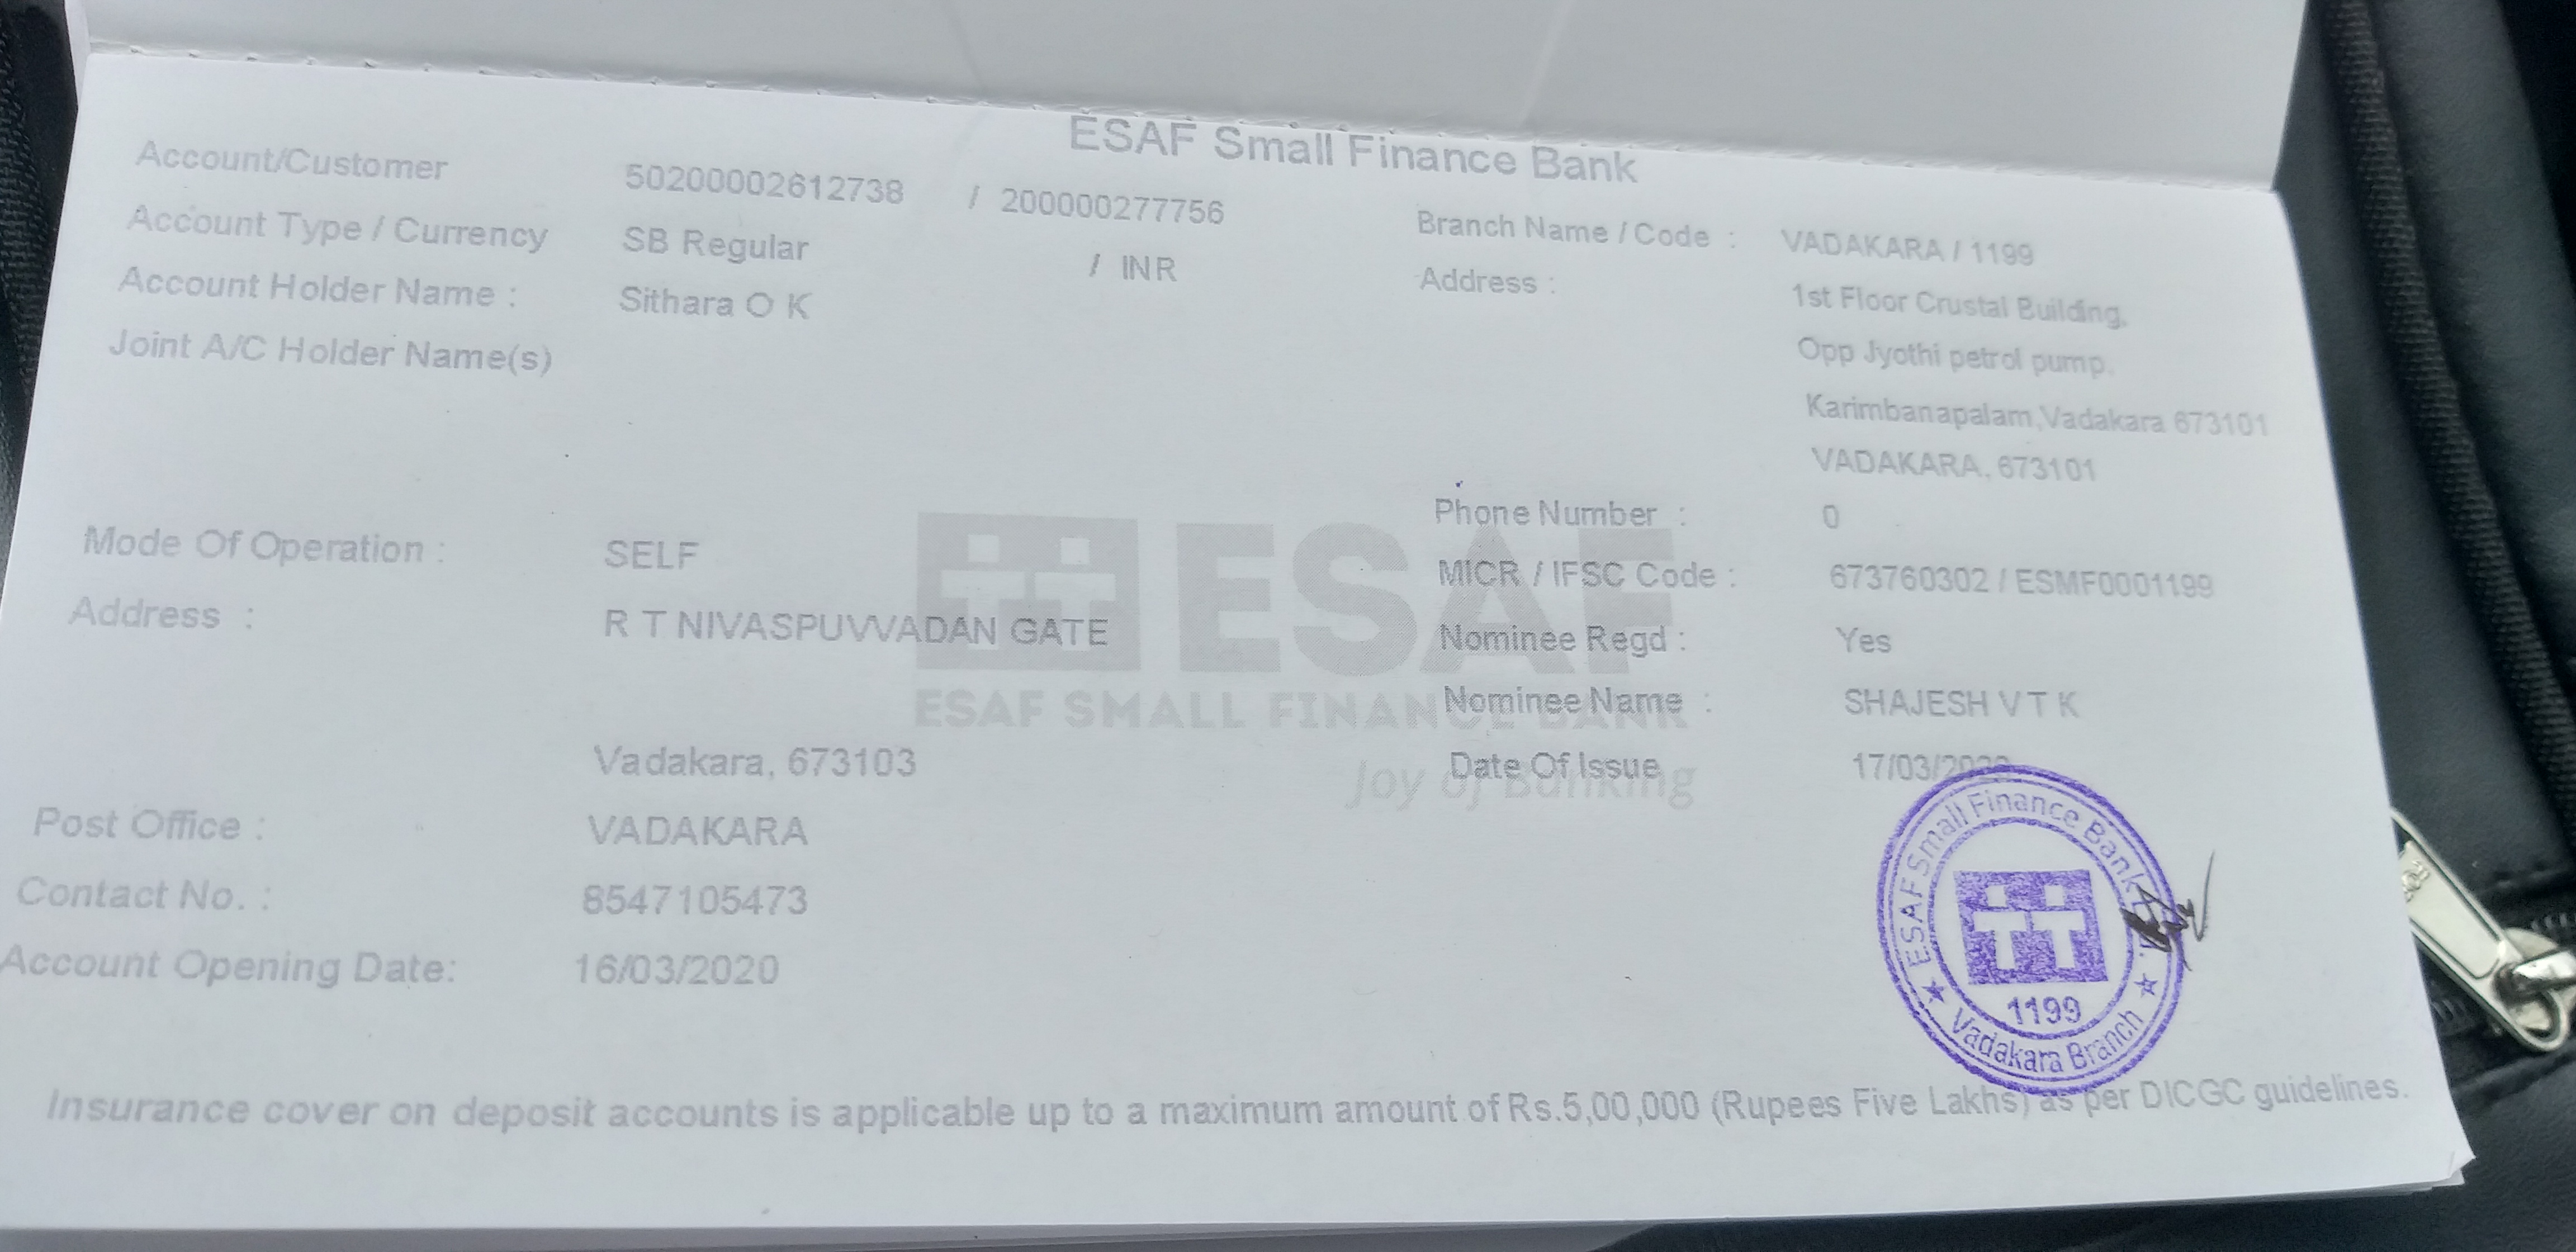 ESAF Small Finance Bank
Account/Customer 50200002612738 / 200000277756
Account Type / Currency SB Regular / INR
Account Holder Name : Sithara O K
Joint A/C Holder Name(s)
Mode Of Operation : SELF
Address : R T NIVASPUVVADAN GATE
Vadakara, 673103
Post Office : VADAKARA
Contact No. : 8547105473
Account Opening Date: 16/03/2020
Branch Name / Code : VADAKARA / 1199
Address : 1st Floor Crustal Building,
Opp Jyothi petrol pump,
Karimbanapalam,Vadakara 673101
VADAKARA, 673101
Phone Number : 0
MICR / IFSC Code : 673760302 / ESMF0001199
Nominee Regd : Yes
Nominee Name : SHAJESH V T K
Date Of Issue 17/03/2020
ESAF
ESAF SMALL FINANCE BANK
Joy of Banking
ESAF Small Finance Bank
1199
Vadakara Branch
Insurance cover on deposit accounts is applicable up to a maximum amount of Rs.5,00,000 (Rupees Five Lakhs) as per DICGC guidelines.